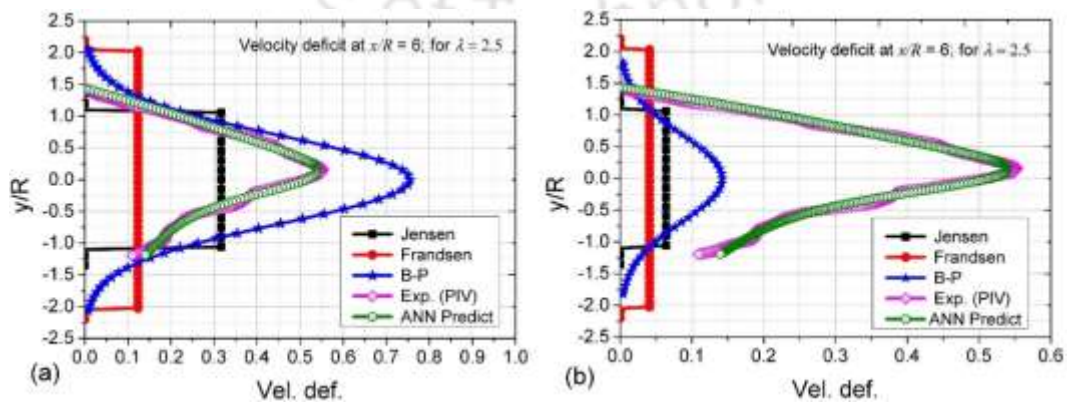 Velocity deficit at x/R = 6; for λ = 2.5
y/R
2.5
2.0
1.5
1.0
0.5
0.0
-0.5
-1.0
-1.5
-2.0
-2.5
Jensen
Frandsen
B-P
Exp. (PIV)
ANN Predict
0.0 0.1 0.2 0.3 0.4 0.5 0.6 0.7 0.8 0.9 1.0
(a)
Vel. def.
Velocity deficit at x/R = 6; for λ = 2.5
y/R
2.5
2.0
1.5
1.0
0.5
0.0
-0.5
-1.0
-1.5
-2.0
-2.5
Jensen
Frandsen
B-P
Exp. (PIV)
ANN Predict
0.0 0.1 0.2 0.3 0.4 0.5 0.6
(b)
Vel. def.